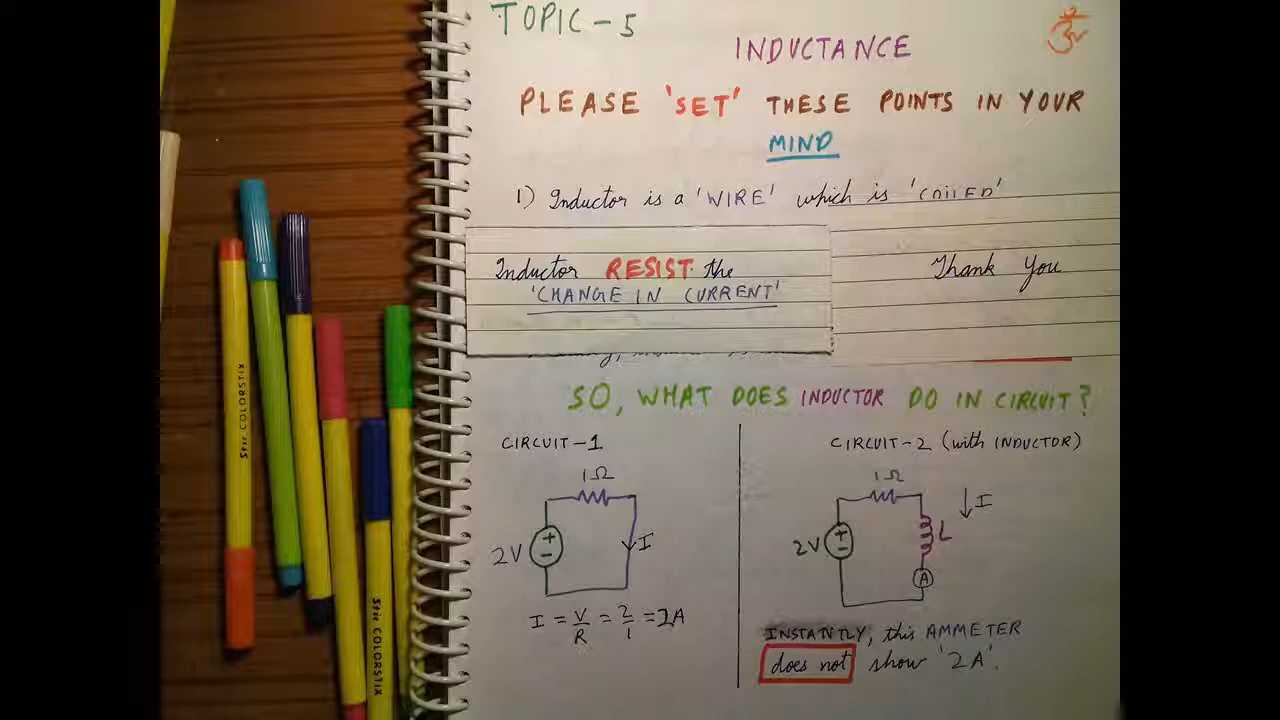 TOPIC-5
INDUCTANCE
ॐ
PLEASE 'SET' THESE POINTS IN YOUR
MIND
1) Inductor is a 'WIRE' which is 'COILED'
Inductor RESIST the
'CHANGE IN CURRENT'
Thank You
SO, WHAT DOES INDUCTOR DO IN CIRCUIT?
CIRCUIT-1
1Ω
2V
+
-
I
I = V/R = 2/1 = 2A
CIRCUIT-2 (with INDUCTOR)
1Ω
I
2V
+
-
L
A
INSTANTLY, this AMMETER
does not show '2A'.
Stic COLORSTIX
Stic COLORSTIX